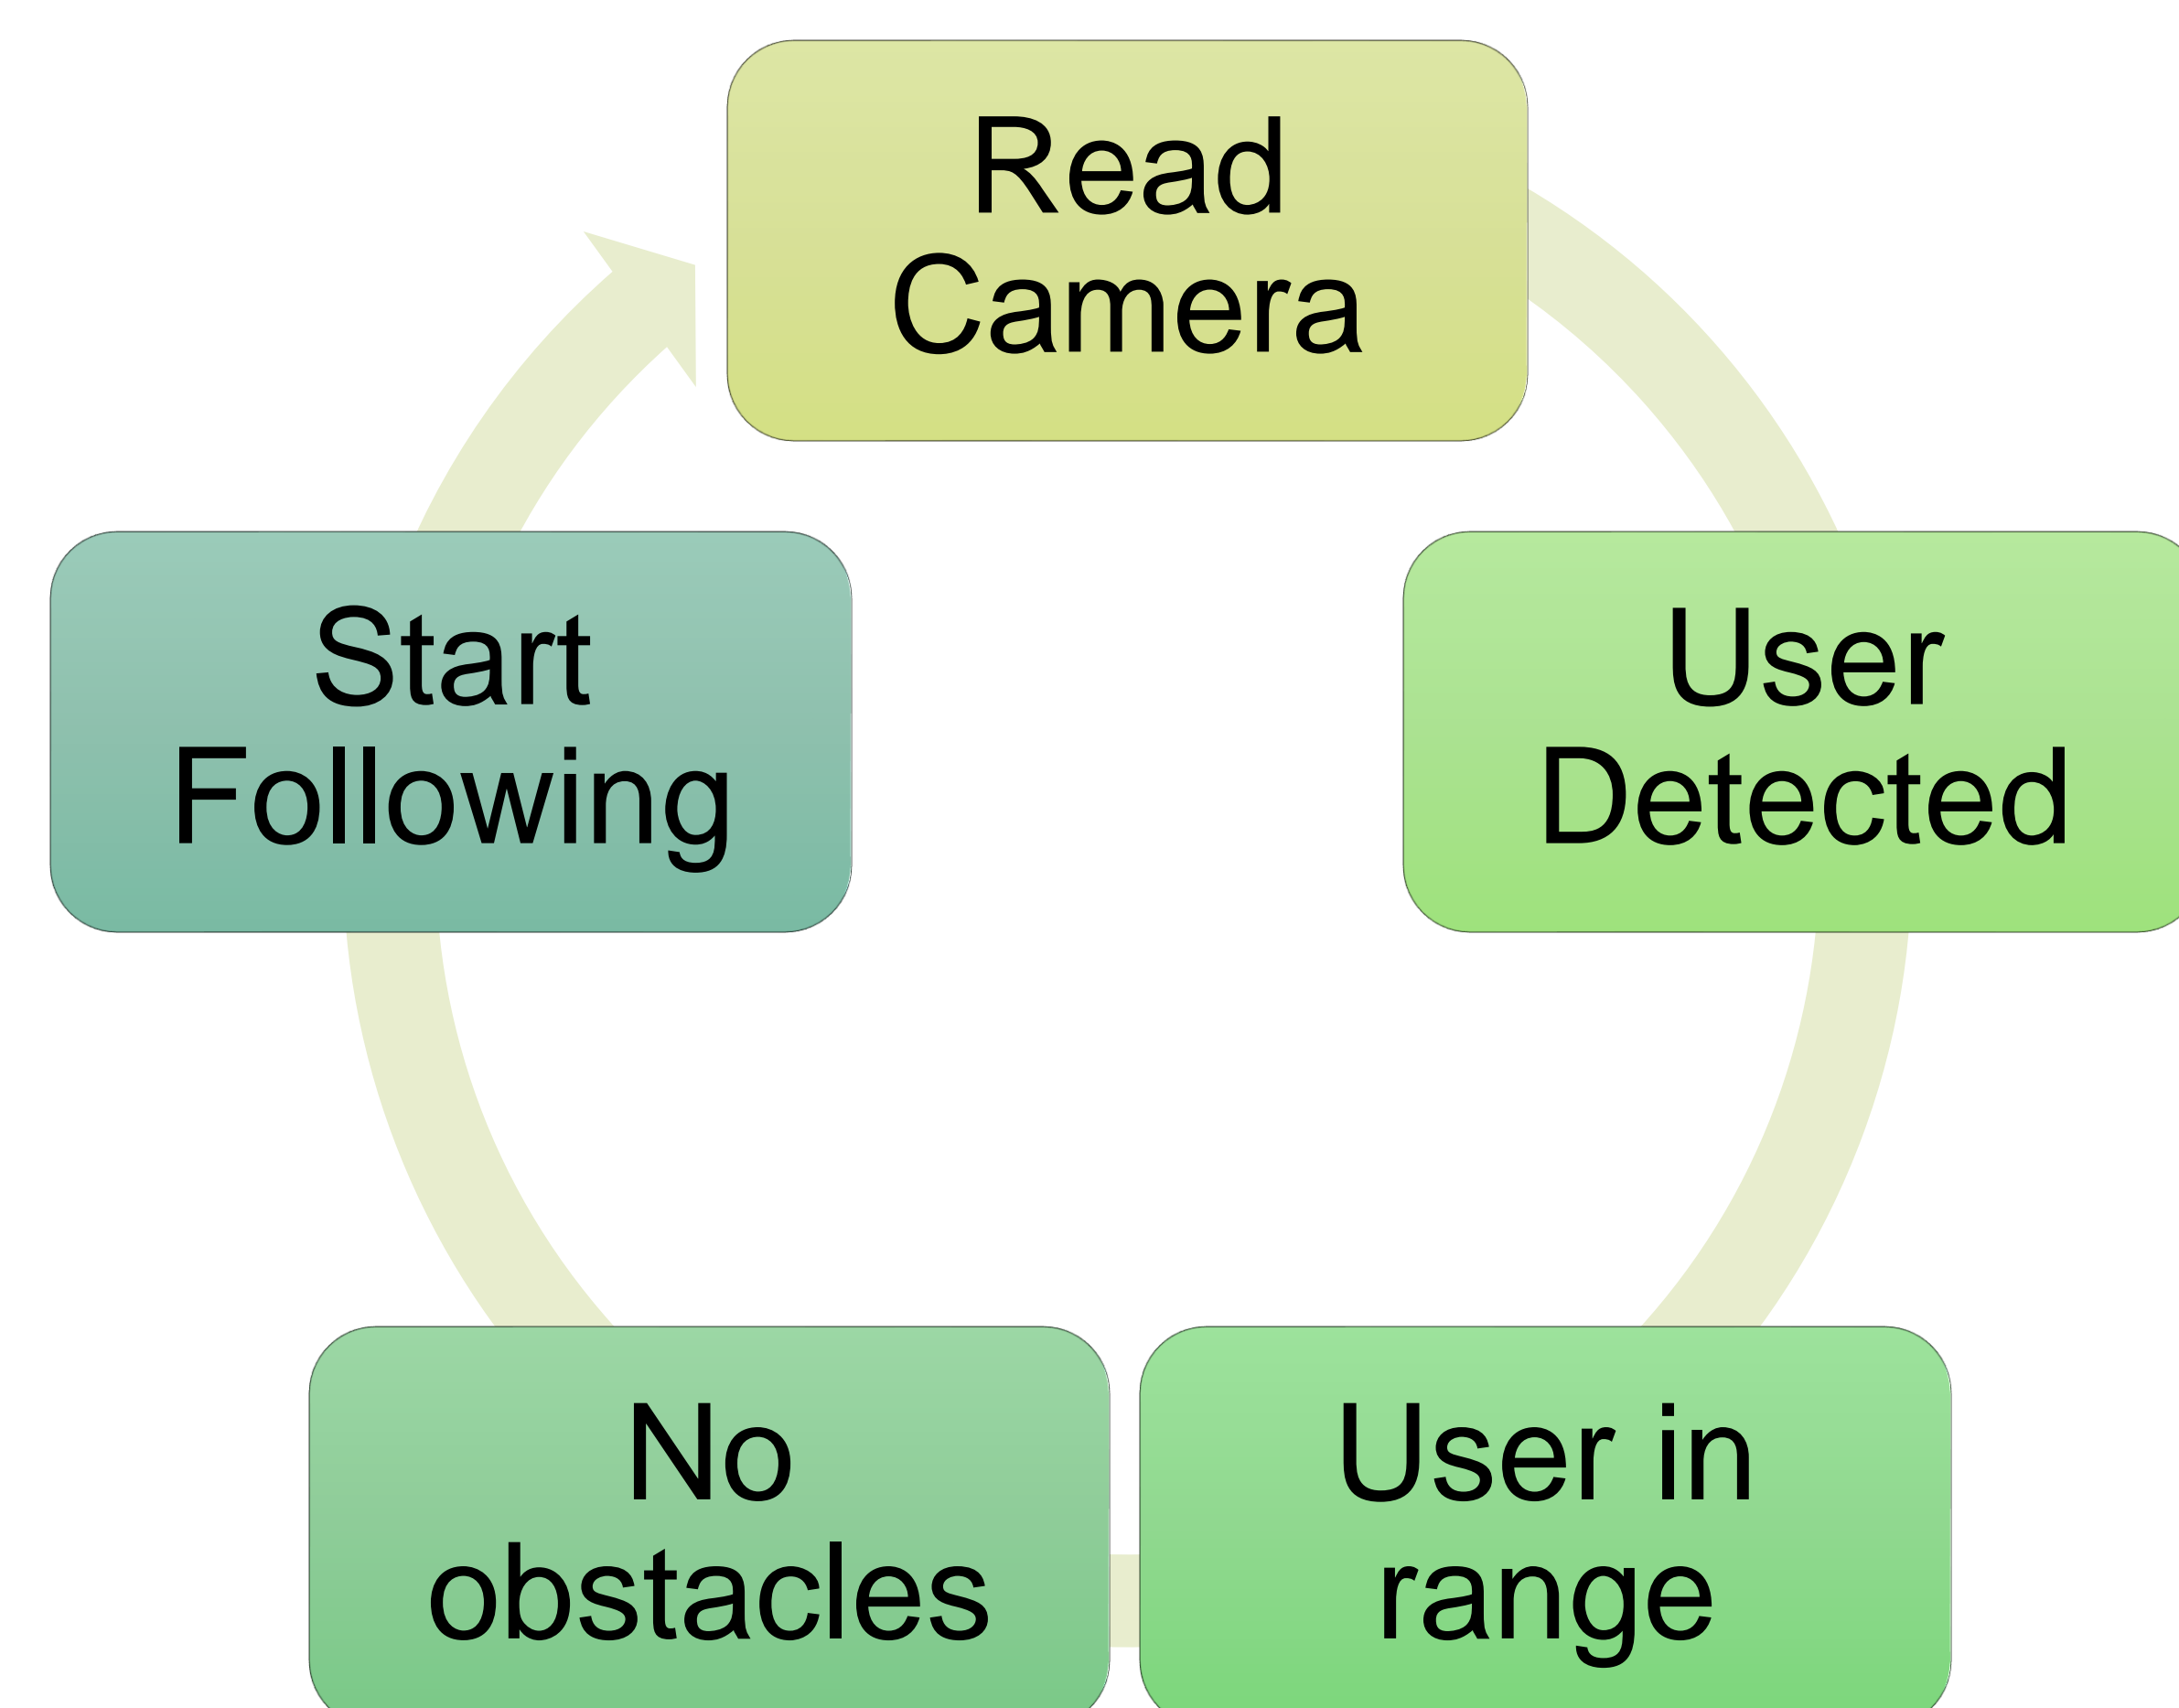 Read
Camera
User
Detected
User in
range
No
obstacles
Start
Following